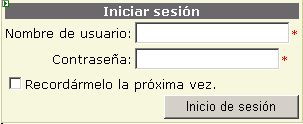 Iniciar sesión
Nombre de usuario: *
Contraseña: *
Recordármelo la próxima vez.
Inicio de sesión